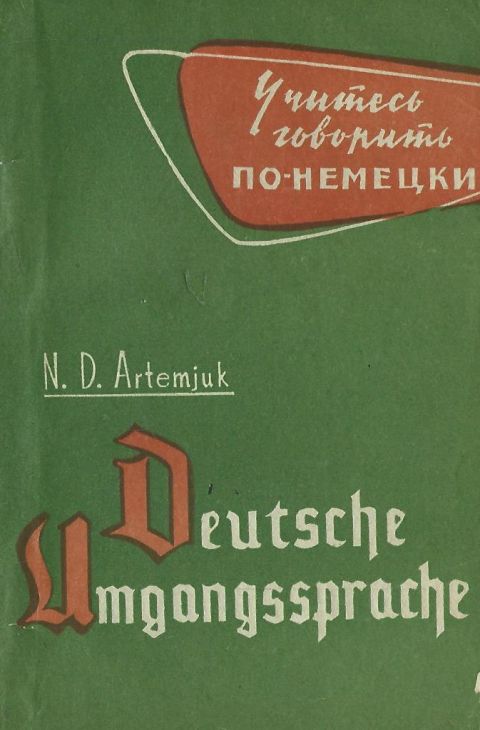 Учитесь
говорить
ПО-НЕМЕЦКИ
N. D. Artemjuk
Deutsche
Umgangssprache